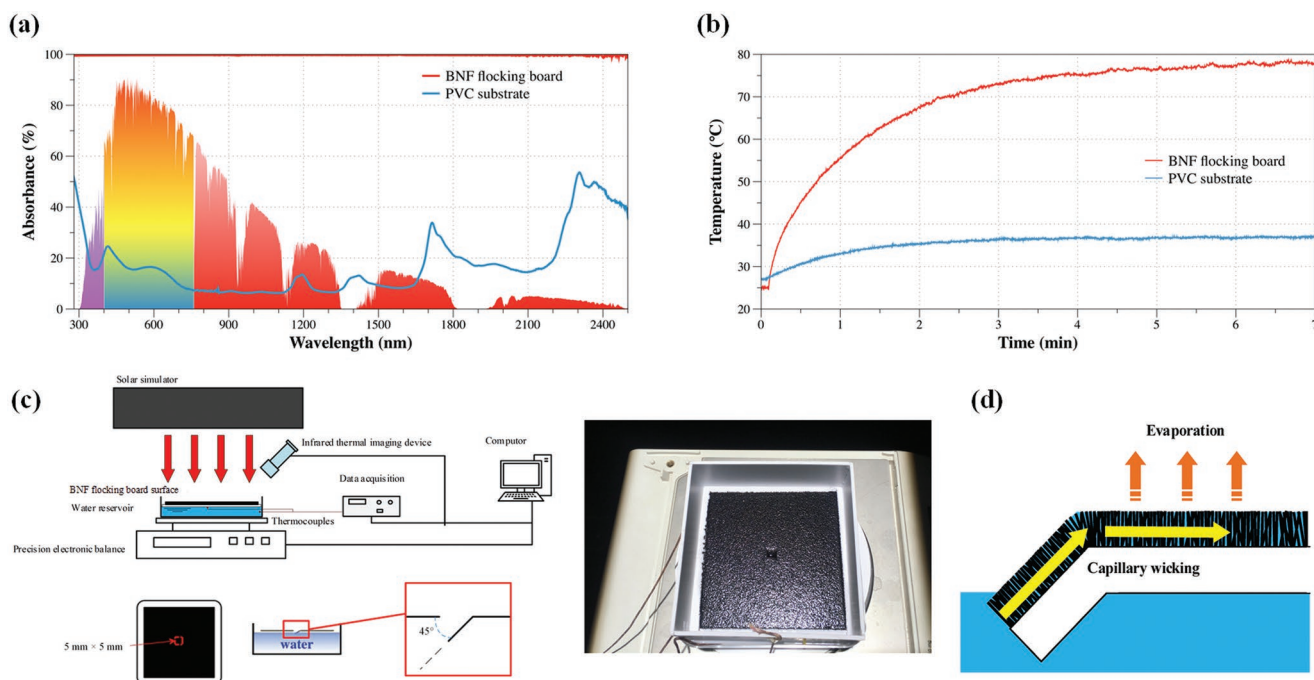 (a)
100
80
60
40
20
0
Absorbance (%)
BNF flocking board
PVC substrate
300
600
900
1200
1500
1800
2100
2400
Wavelength (nm)
(b)
80
70
60
50
40
30
20
Temperature (°C)
BNF flocking board
PVC substrate
0
1
2
3
4
5
6
7
Time (min)
(c)
Solar simulator
Infrared thermal imaging device
Computor
BNF flocking board surface
Data acquisition
Water reservoir
Thermocouples
Precision electronic balance
5 mm × 5 mm
water
45°
(d)
Evaporation
Capillary wicking